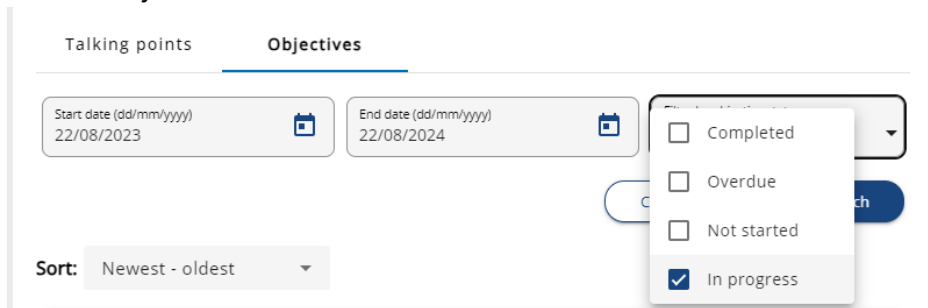 Talking points Objectives
Start date (dd/mm/yyyy) End date (dd/mm/yyyy)
22/08/2023 22/08/2024
Completed
Overdue
Not started
In progress
Sort: Newest - oldest